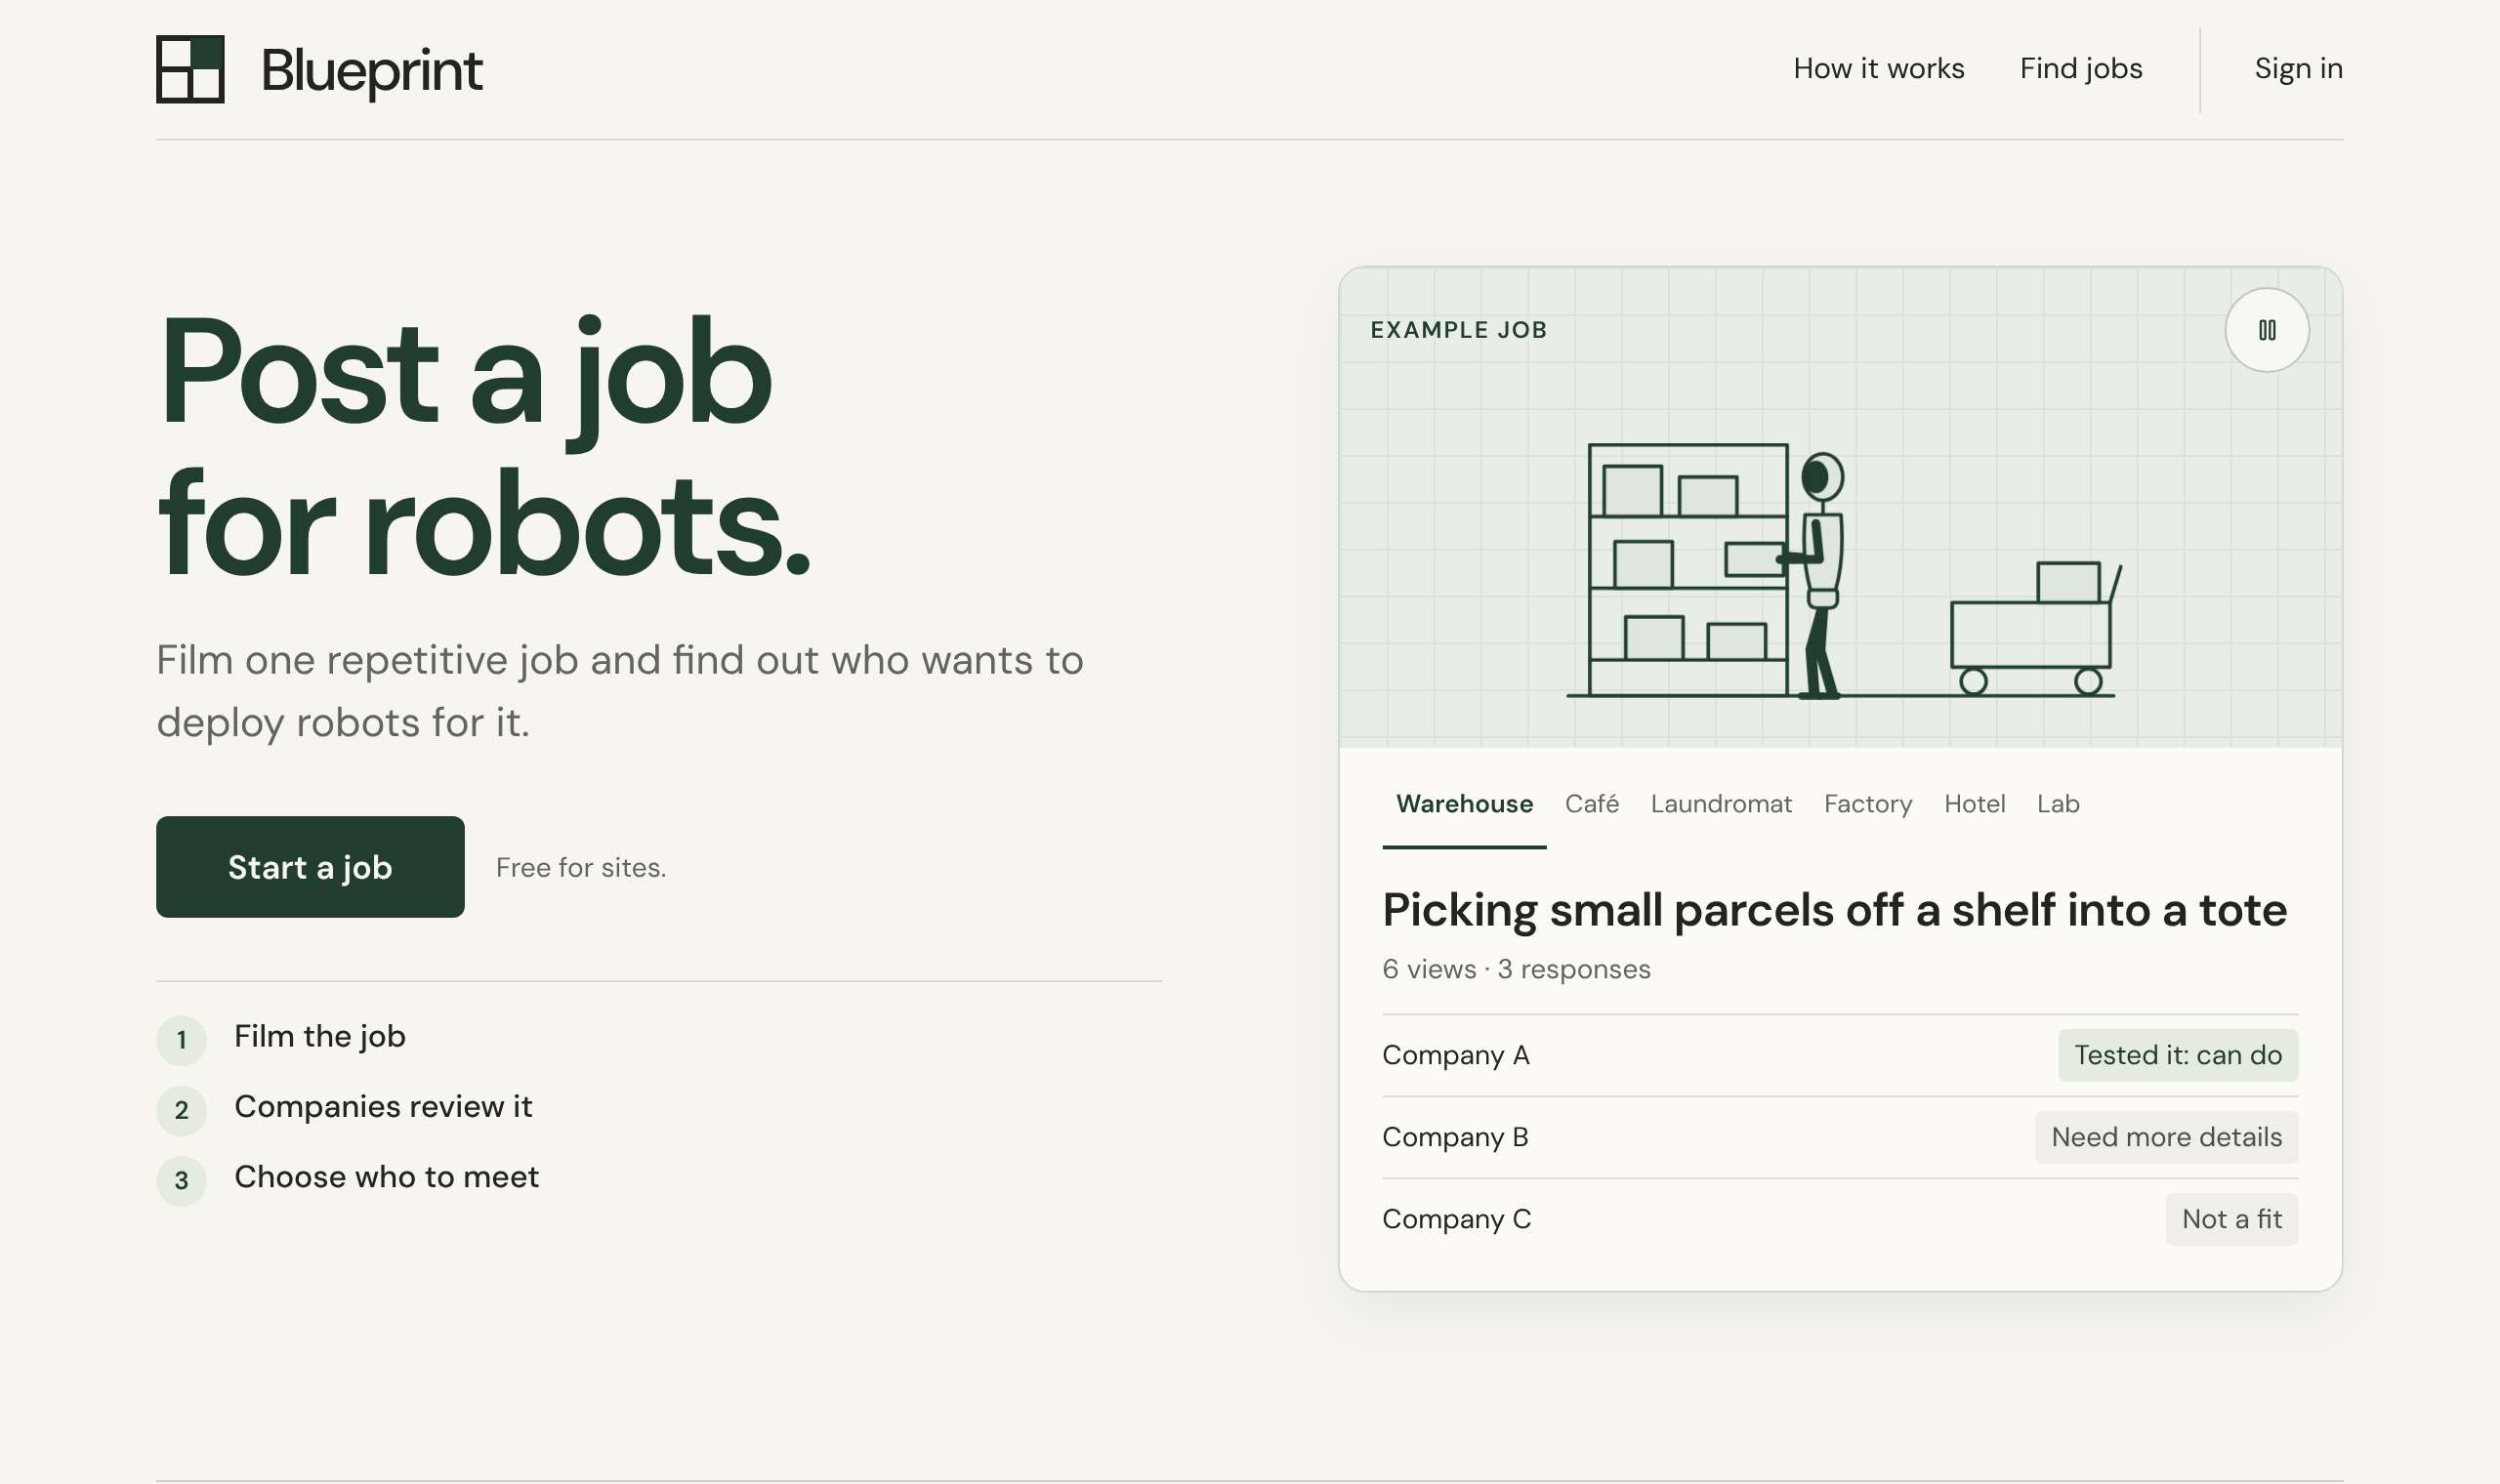 Blueprint
How it works
Find jobs
Sign in
Post a job
for robots.
Film one repetitive job and find out who wants to
deploy robots for it.
Start a job
Free for sites.
1 Film the job
2 Companies review it
3 Choose who to meet
EXAMPLE JOB
Warehouse Café Laundromat Factory Hotel Lab
Picking small parcels off a shelf into a tote
6 views · 3 responses
Company A Tested it: can do
Company B Need more details
Company C Not a fit